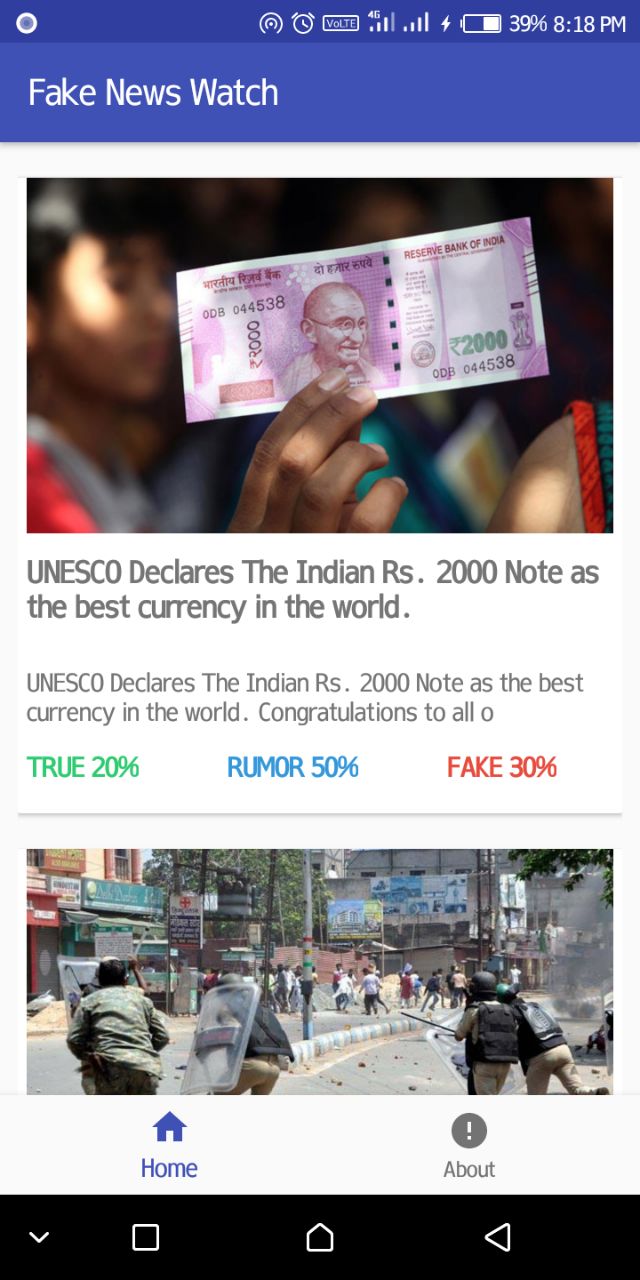 VoLTE 4G 39% 8:18 PM
Fake News Watch
भारतीय रिज़र्व बैंक
दो हज़ार रुपये
RESERVE BANK OF INDIA
0DB 044538
₹2000
₹2000
0DB 044538
UNESCO Declares The Indian Rs. 2000 Note as
the best currency in the world.
UNESCO Declares The Indian Rs. 2000 Note as the best
currency in the world. Congratulations to all o
TRUE 20% RUMOR 50% FAKE 30%
Home
About